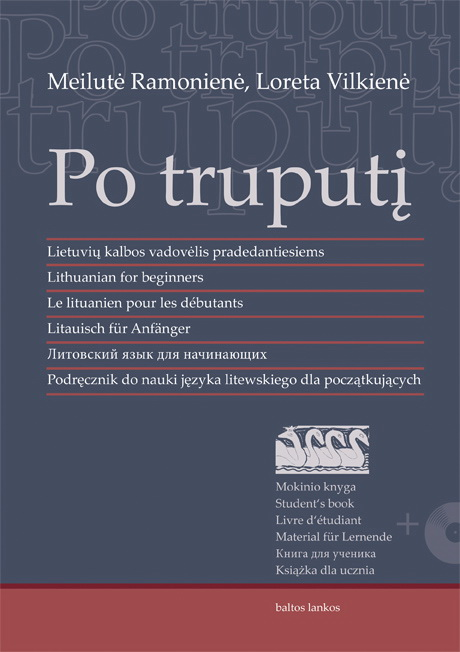 Po truputį
Meilutė Ramonienė, Loreta Vilkienė
Po truputį
Lietuvių kalbos vadovėlis pradedantiesiems
Lithuanian for beginners
Le lituanien pour les débutants
Litauisch für Anfänger
Литовский язык для начинающих
Podręcznik do nauki języka litewskiego dla początkujących
Mokinio knyga
Student‘s book
Livre d‘étudiant
Material für Lernende
Книга для ученика
Książka dla ucznia
+
baltos lankos